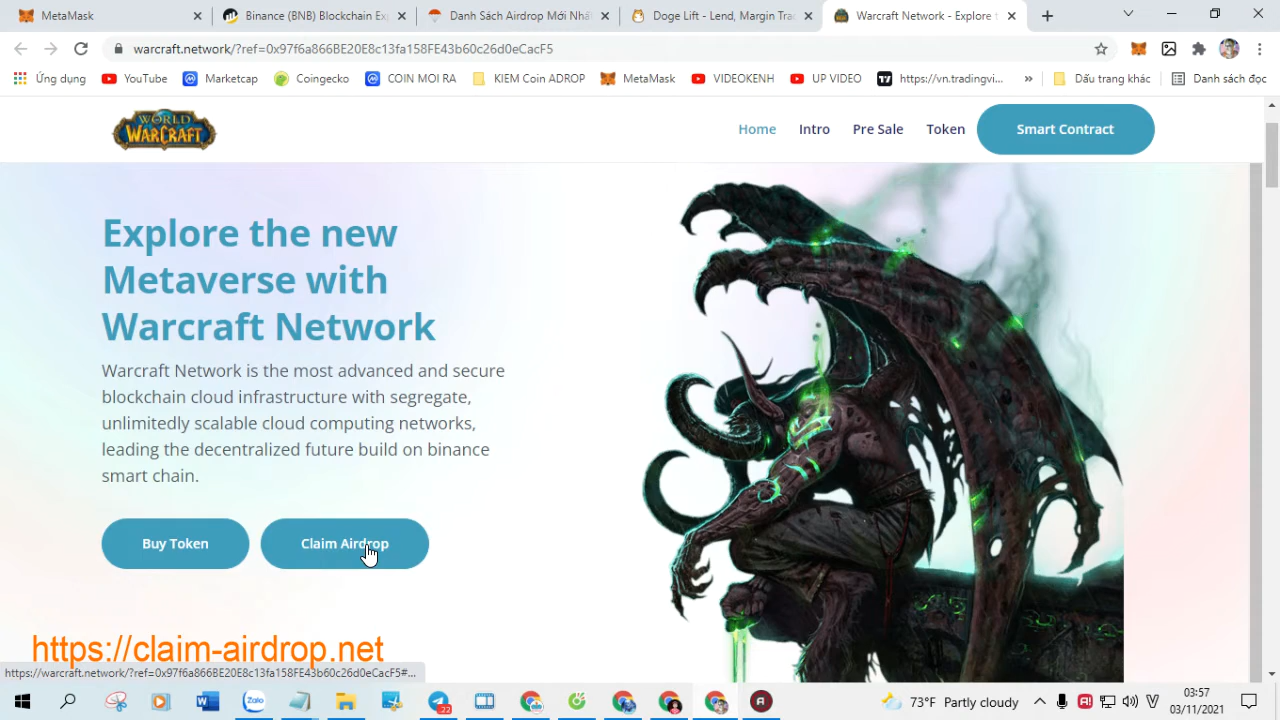 MetaMask
Binance (BNB) Blockchain Ex
Danh Sách Airdrop Mới Nhấ
Doge Lift - Lend, Margin Tra
Warcraft Network - Explore t
warcraft.network/?ref=0x97f6a866BE20E8c13fa158FE43b60c26d0eCacF5
Ứng dụng
YouTube
Marketcap
Coingecko
COIN MOI RA
KIEM Coin ADROP
MetaMask
VIDEOKENH
UP VIDEO
https://vn.tradingvi...
»
Dấu trang khác
Danh sách đọc
WORLD
WARCRAFT
Home
Intro
Pre Sale
Token
Smart Contract
Explore the new
Metaverse with
Warcraft Network
Warcraft Network is the most advanced and secure
blockchain cloud infrastructure with segregate,
unlimitedly scalable cloud computing networks,
leading the decentralized future build on binance
smart chain.
Buy Token
Claim Airdrop
https://claim-airdrop.net
https://warcraft.network/?ref=0x97f6a866BE20E8c13fa158FE43b60c26d0eCacF5#...
Zalo
22
73°F Partly cloudy
03:57
03/11/2021